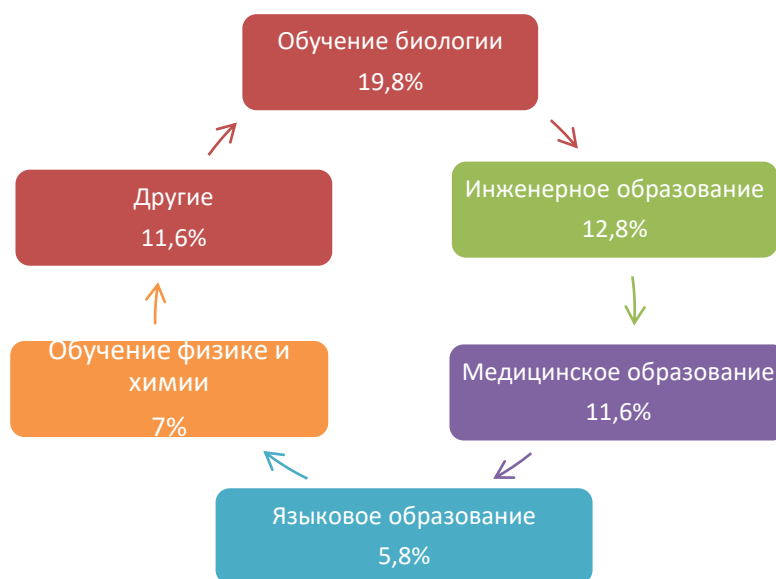 Обучение биологии
19,8%
Инженерное образование
12,8%
Медицинское образование
11,6%
Языковое образование
5,8%
Обучение физике и
химии
7%
Другие
11,6%